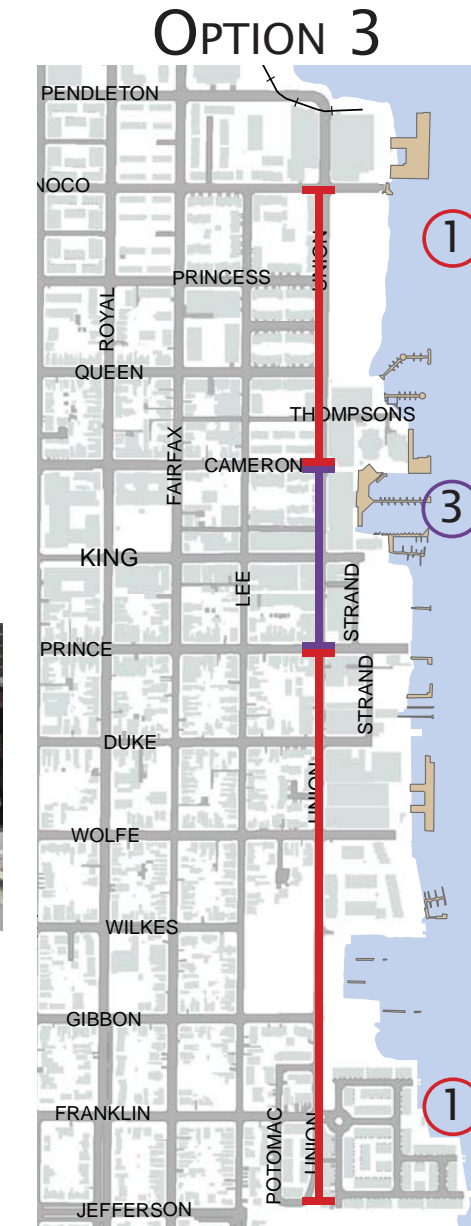 OPTION 3
PENDLETON
NOCO
1
UNION
PRINCESS
ROYAL
QUEEN
THOMPSONS
FAIRFAX
CAMERON
3
KING
LEE
STRAND
PRINCE
STRAND
DUKE
UNION
WOLFE
WILKES
GIBBON
FRANKLIN
1
POTOMAC
UNION
JEFFERSON